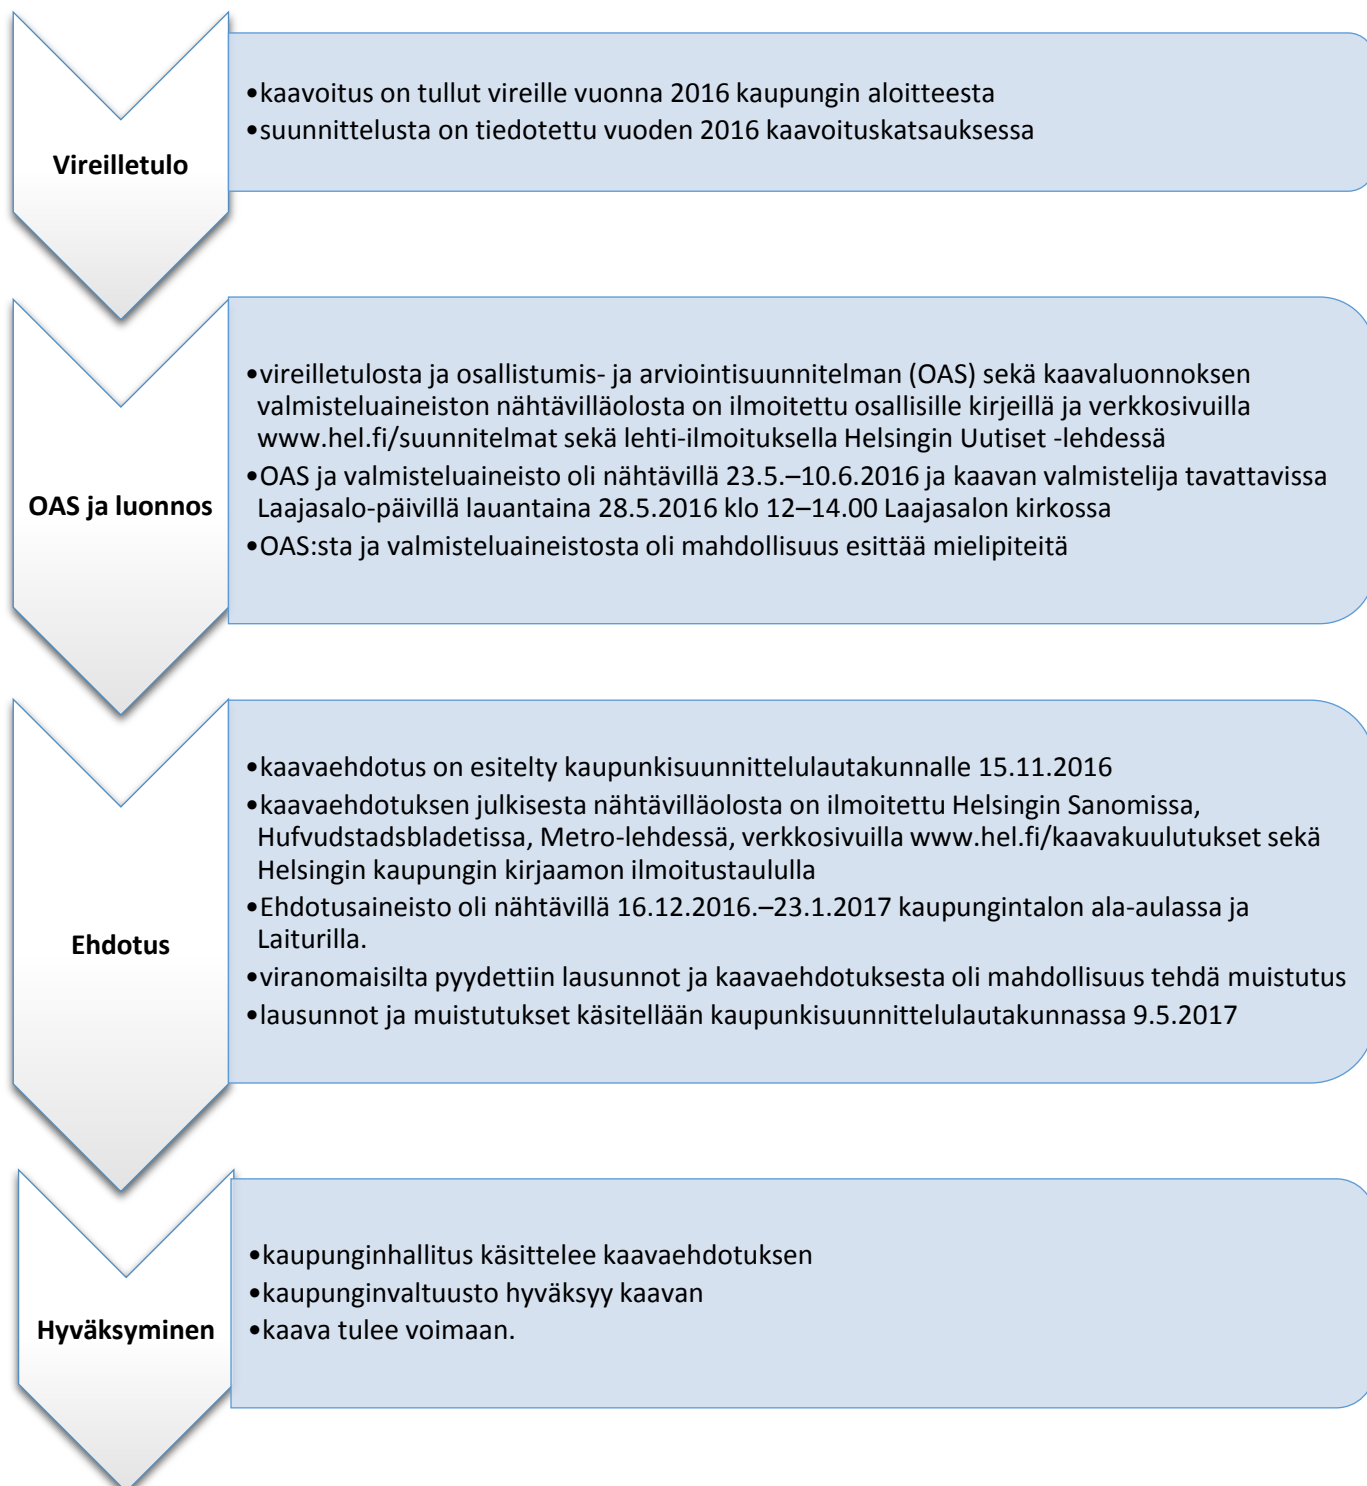 Vireilletulo
•kaavoitus on tullut vireille vuonna 2016 kaupungin aloitteesta
•suunnittelusta on tiedotettu vuoden 2016 kaavoituskatsauksessa
OAS ja luonnos
•vireilletulosta ja osallistumis- ja arviointisuunnitelman (OAS) sekä kaavaluonnoksen
valmisteluaineiston nähtävilläolosta on ilmoitettu osallisille kirjeillä ja verkkosivuilla
www.hel.fi/suunnitelmat sekä lehti-ilmoituksella Helsingin Uutiset -lehdessä
•OAS ja valmisteluaineisto oli nähtävillä 23.5.–10.6.2016 ja kaavan valmistelija tavattavissa
Laajasalo-päivillä lauantaina 28.5.2016 klo 12–14.00 Laajasalon kirkossa
•OAS:sta ja valmisteluaineistosta oli mahdollisuus esittää mielipiteitä
Ehdotus
•kaavaehdotus on esitelty kaupunkisuunnittelulautakunnalle 15.11.2016
•kaavaehdotuksen julkisesta nähtävilläolosta on ilmoitettu Helsingin Sanomissa,
Hufvudstadsbladetissa, Metro-lehdessä, verkkosivuilla www.hel.fi/kaavakuulutukset sekä
Helsingin kaupungin kirjaamon ilmoitustaululla
•Ehdotusaineisto oli nähtävillä 16.12.2016.–23.1.2017 kaupungintalon ala-aulassa ja
Laiturilla.
•viranomaisilta pyydettiin lausunnot ja kaavaehdotuksesta oli mahdollisuus tehdä muistutus
•lausunnot ja muistutukset käsitellään kaupunkisuunnittelulautakunnassa 9.5.2017
Hyväksyminen
•kaupunginhallitus käsittelee kaavaehdotuksen
•kaupunginvaltuusto hyväksyy kaavan
•kaava tulee voimaan.